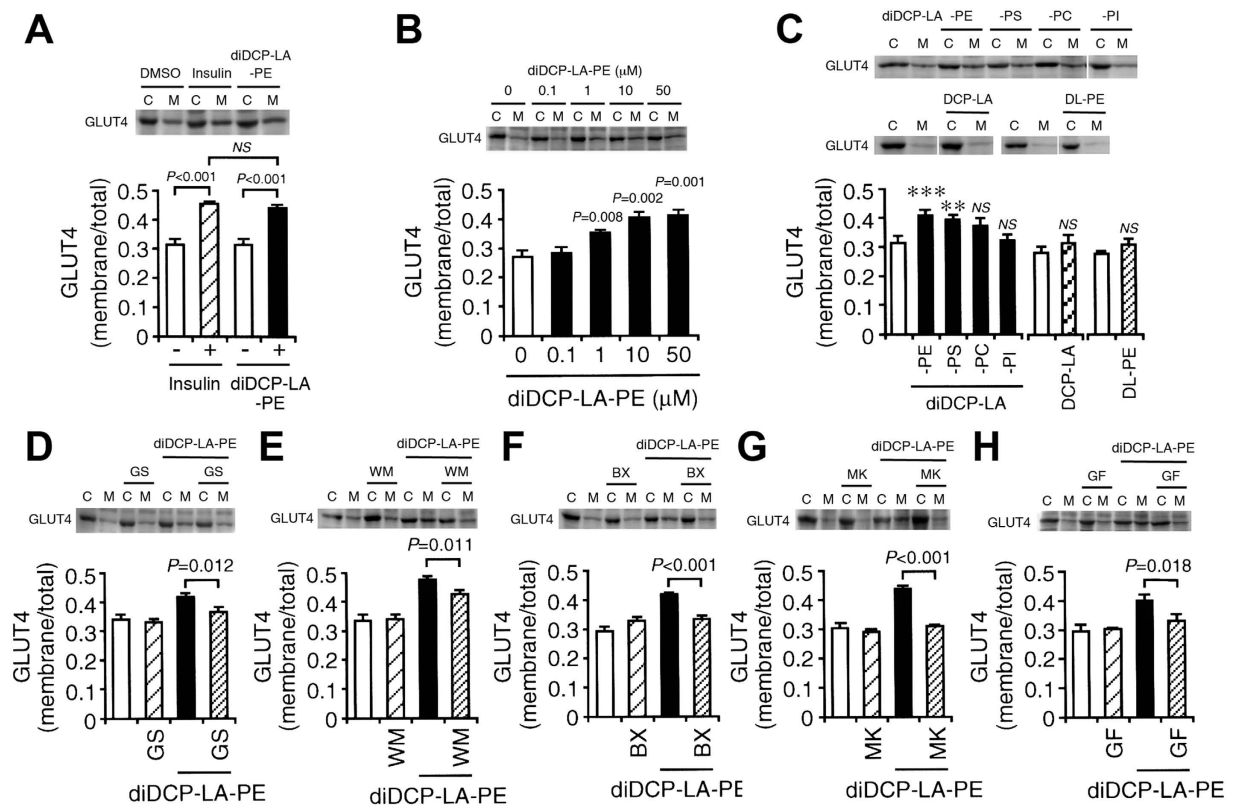 A
DMSO Insulin diDCP-LA
-PE
C M C M C M
GLUT4
NS
P<0.001 P<0.001
0.5
0.4
0.3
0.2
0.1
0
GLUT4
(membrane/total)
- + - +
Insulin diDCP-LA
-PE
B
diDCP-LA-PE (μM)
0 0.1 1 10 50
C M C M C M C M C M
GLUT4
P=0.008 P=0.002 P=0.001
0.5
0.4
0.3
0.2
0.1
0
GLUT4
(membrane/total)
0 0.1 1 10 50
diDCP-LA-PE (μM)
C
diDCP-LA -PE -PS -PC -PI
C M C M C M C M C M
GLUT4
DCP-LA DL-PE
C M C M C M C M
GLUT4
*** ** NS NS NS NS
0.5
0.4
0.3
0.2
0.1
0
GLUT4
(membrane/total)
-PE -PS -PC -PI DCP-LA DL-PE
diDCP-LA
D
diDCP-LA-PE
GS GS
C M C M C M C M
GLUT4
P=0.012
0.5
0.4
0.3
0.2
0.1
0
GLUT4
(membrane/total)
GS GS
diDCP-LA-PE
E
diDCP-LA-PE
WM WM
C M C M C M C M
GLUT4
P=0.011
0.5
0.4
0.3
0.2
0.1
0
GLUT4
(membrane/total)
WM WM
diDCP-LA-PE
F
diDCP-LA-PE
BX BX
C M C M C M C M
GLUT4
P<0.001
0.5
0.4
0.3
0.2
0.1
0
GLUT4
(membrane/total)
BX BX
diDCP-LA-PE
G
diDCP-LA-PE
MK MK
C M C M C M C M
GLUT4
P<0.001
0.5
0.4
0.3
0.2
0.1
0
GLUT4
(membrane/total)
MK MK
diDCP-LA-PE
H
diDCP-LA-PE
GF GF
C M C M C M C M
GLUT4
P=0.018
0.5
0.4
0.3
0.2
0.1
0
GLUT4
(membrane/total)
GF GF
diDCP-LA-PE